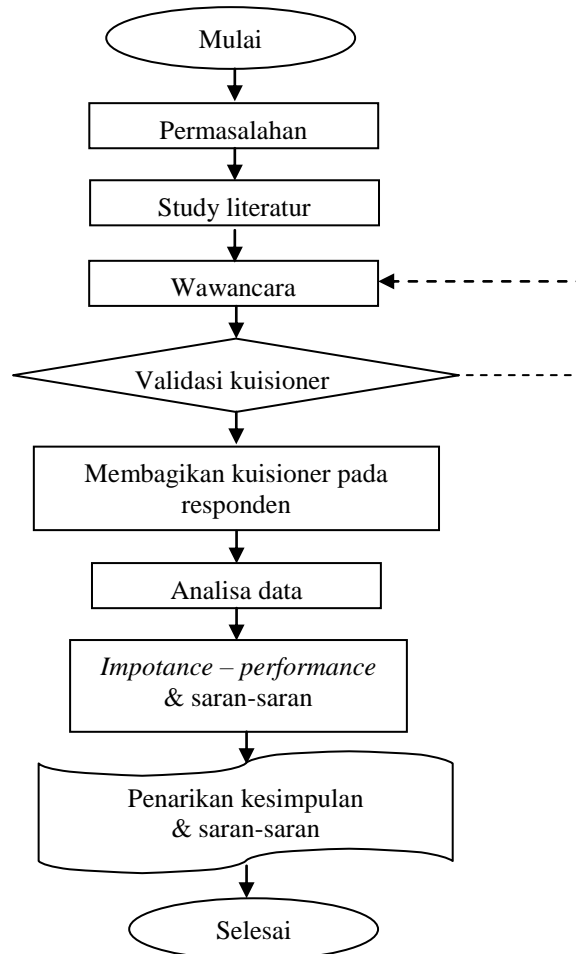 Mulai
Permasalahan
Study literatur
Wawancara
Validasi kuisioner
Membagikan kuisioner pada
responden
Analisa data
Impotance – performance
& saran-saran
Penarikan kesimpulan
& saran-saran
Selesai